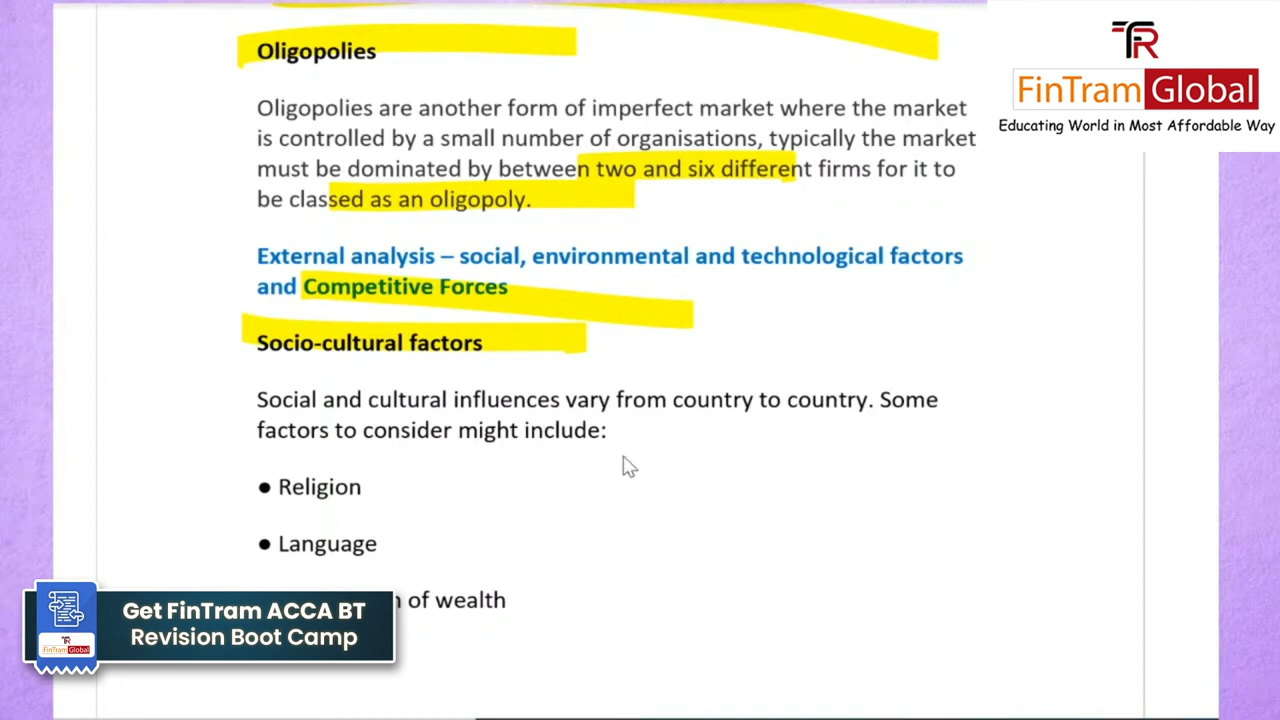 Oligopolies
Oligopolies are another form of imperfect market where the market
is controlled by a small number of organisations, typically the market
must be dominated by between two and six different firms for it to
be classed as an oligopoly.
External analysis – social, environmental and technological factors
and Competitive Forces
Socio-cultural factors
Social and cultural influences vary from country to country. Some
factors to consider might include:
● Religion
● Language
of wealth
FinTram Global
Educating World in Most Affordable Way
Get FinTram ACCA BT
Revision Boot Camp
FinTram Global